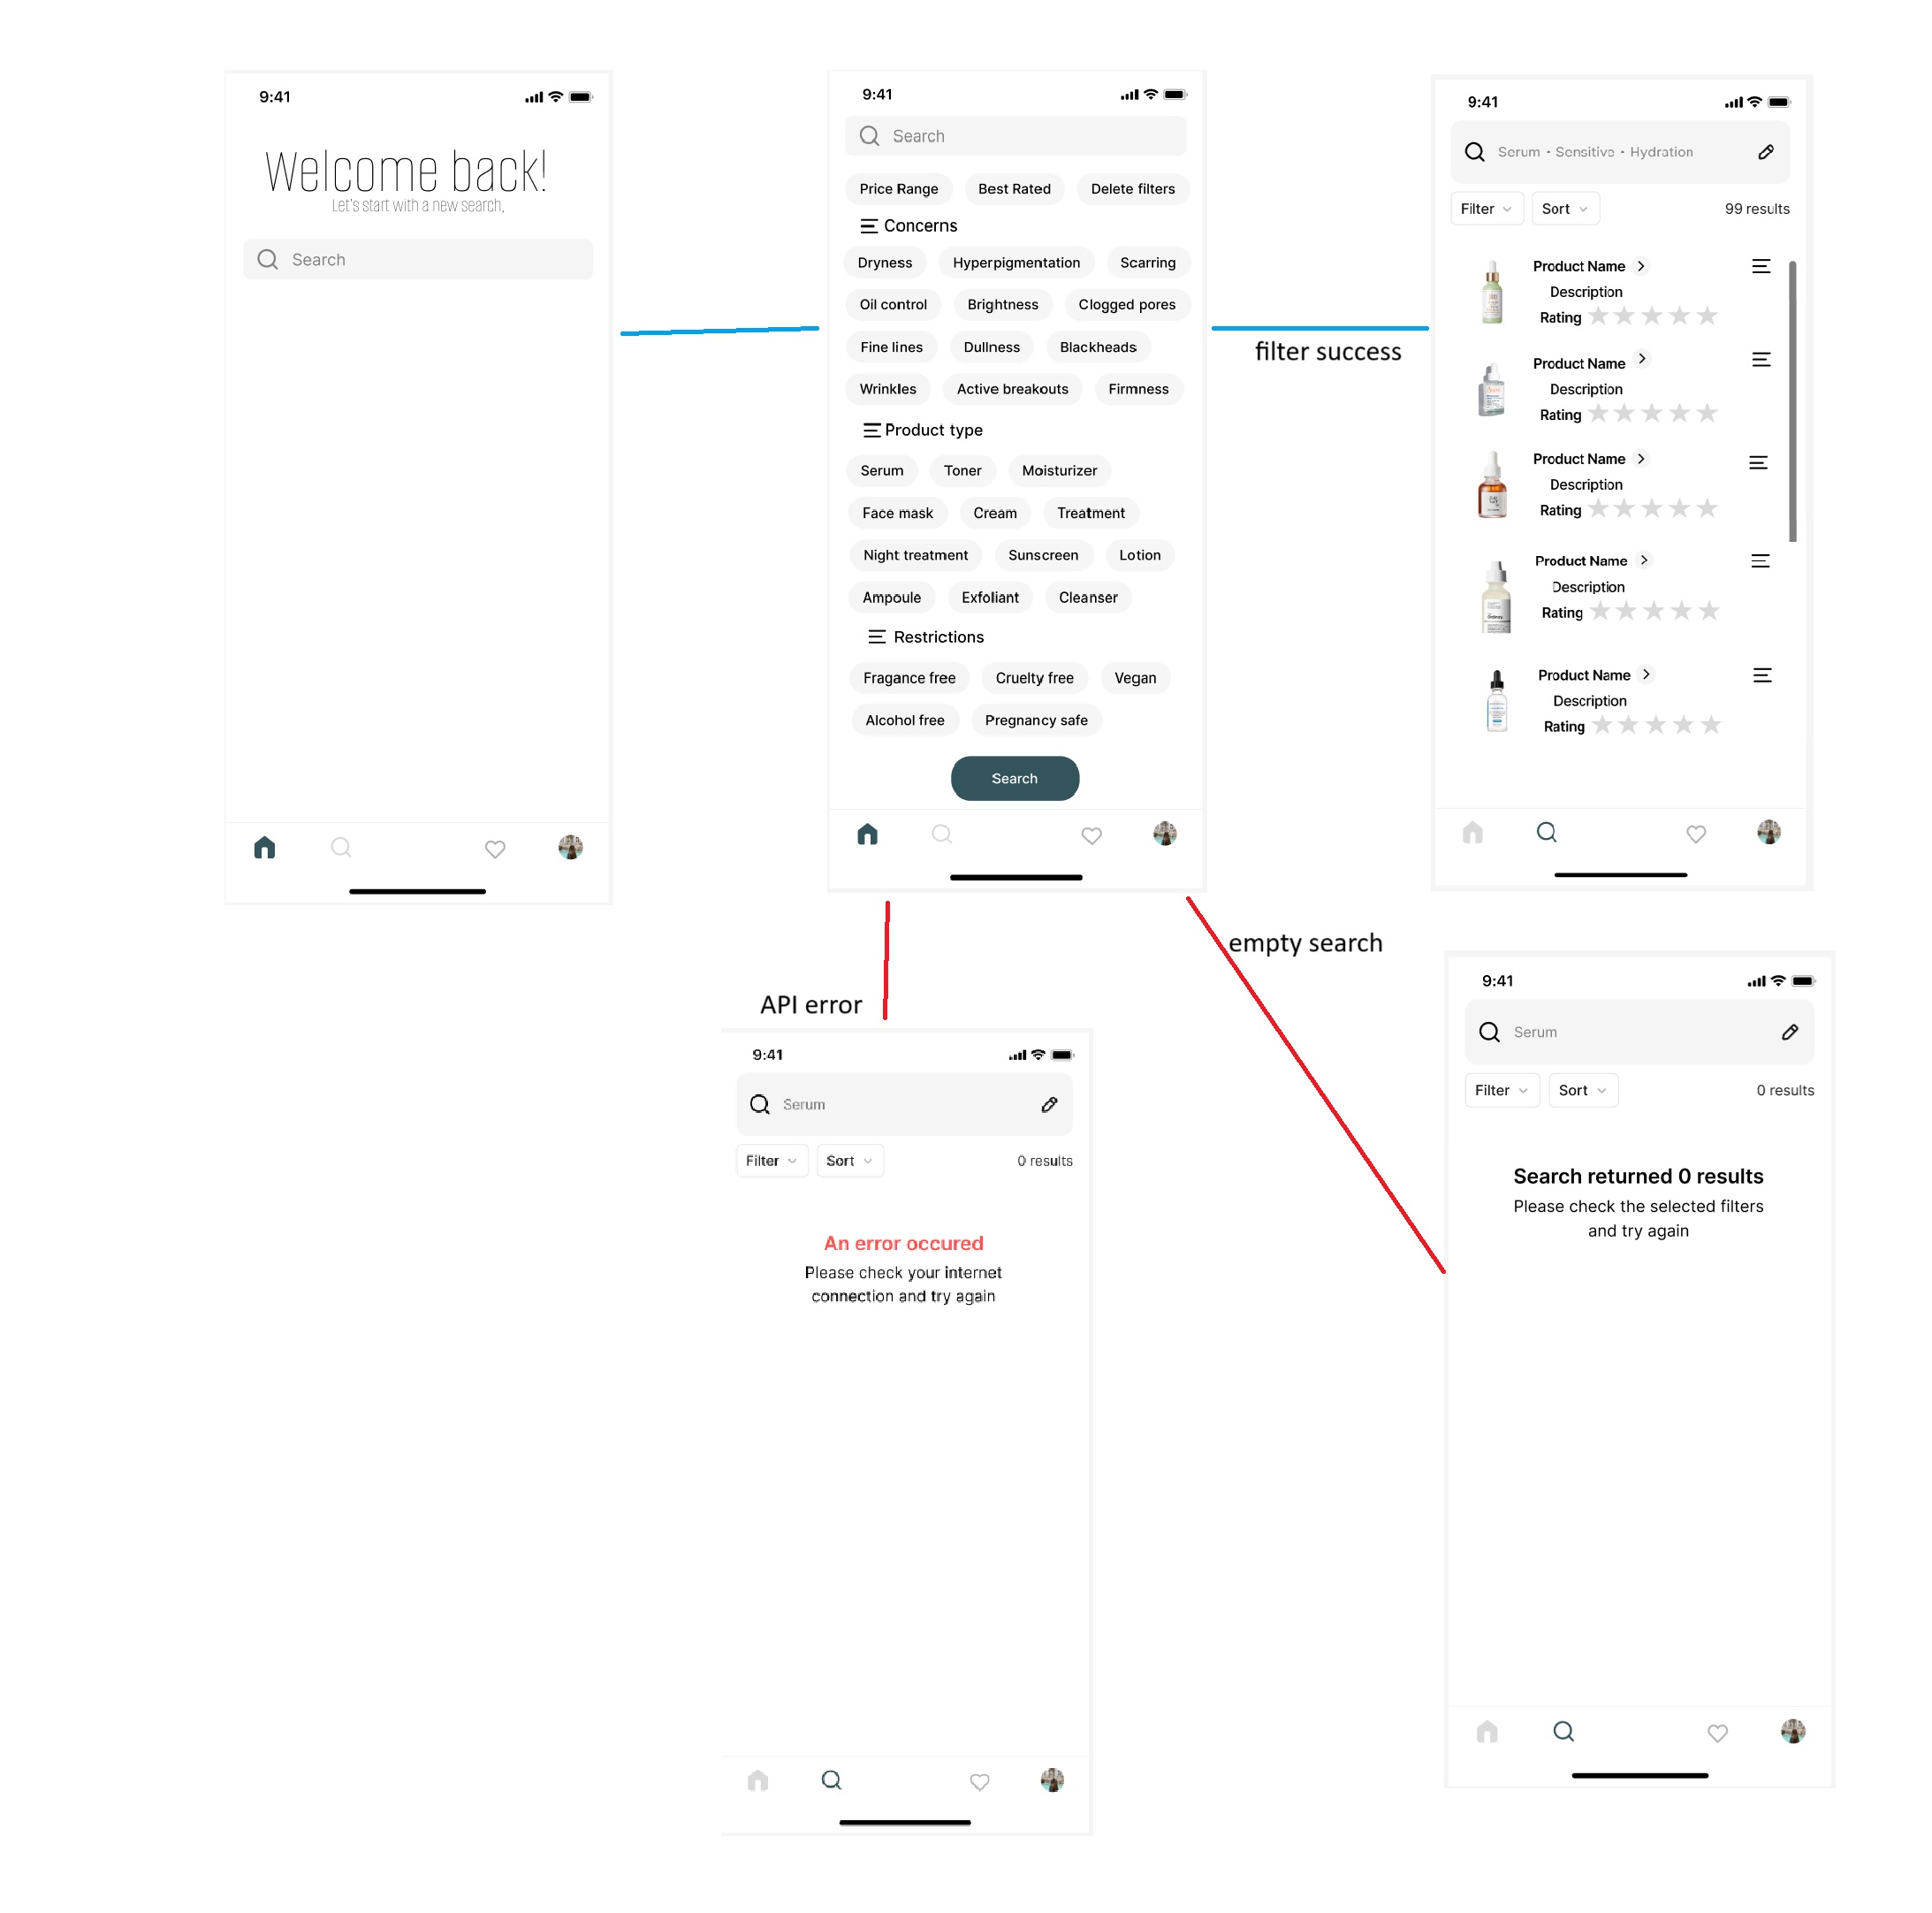 9:41
Welcome back!
Let's start with a new search,
Search
9:41
Search
Price Range Best Rated Delete filters
Concerns
Dryness Hyperpigmentation Scarring
Oil control Brightness Clogged pores
Fine lines Dullness Blackheads
Wrinkles Active breakouts Firmness
Product type
Serum Toner Moisturizer
Face mask Cream Treatment
Night treatment Sunscreen Lotion
Ampoule Exfoliant Cleanser
Restrictions
Fragance free Cruelty free Vegan
Alcohol free Pregnancy safe
Search
filter success
9:41
Serum • Sensitive • Hydration
Filter Sort 99 results
Product Name
Description
Rating
Product Name
Description
Rating
Product Name
Description
Rating
Product Name
Description
Rating
Product Name
Description
Rating
API error
9:41
Serum
Filter Sort 0 results
An error occured
Please check your internet
connection and try again
empty search
9:41
Serum
Filter Sort 0 results
Search returned 0 results
Please check the selected filters
and try again